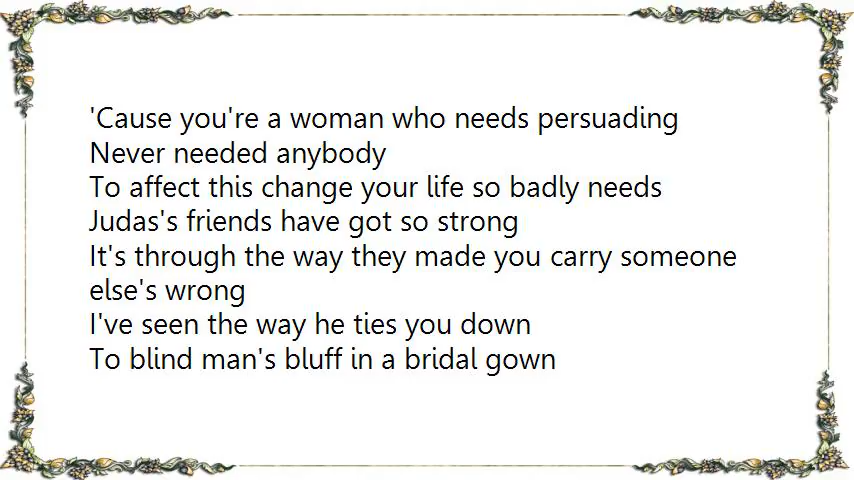 'Cause you're a woman who needs persuading
Never needed anybody
To affect this change your life so badly needs
Judas's friends have got so strong
It's through the way they made you carry someone
else's wrong
I've seen the way he ties you down
To blind man's bluff in a bridal gown